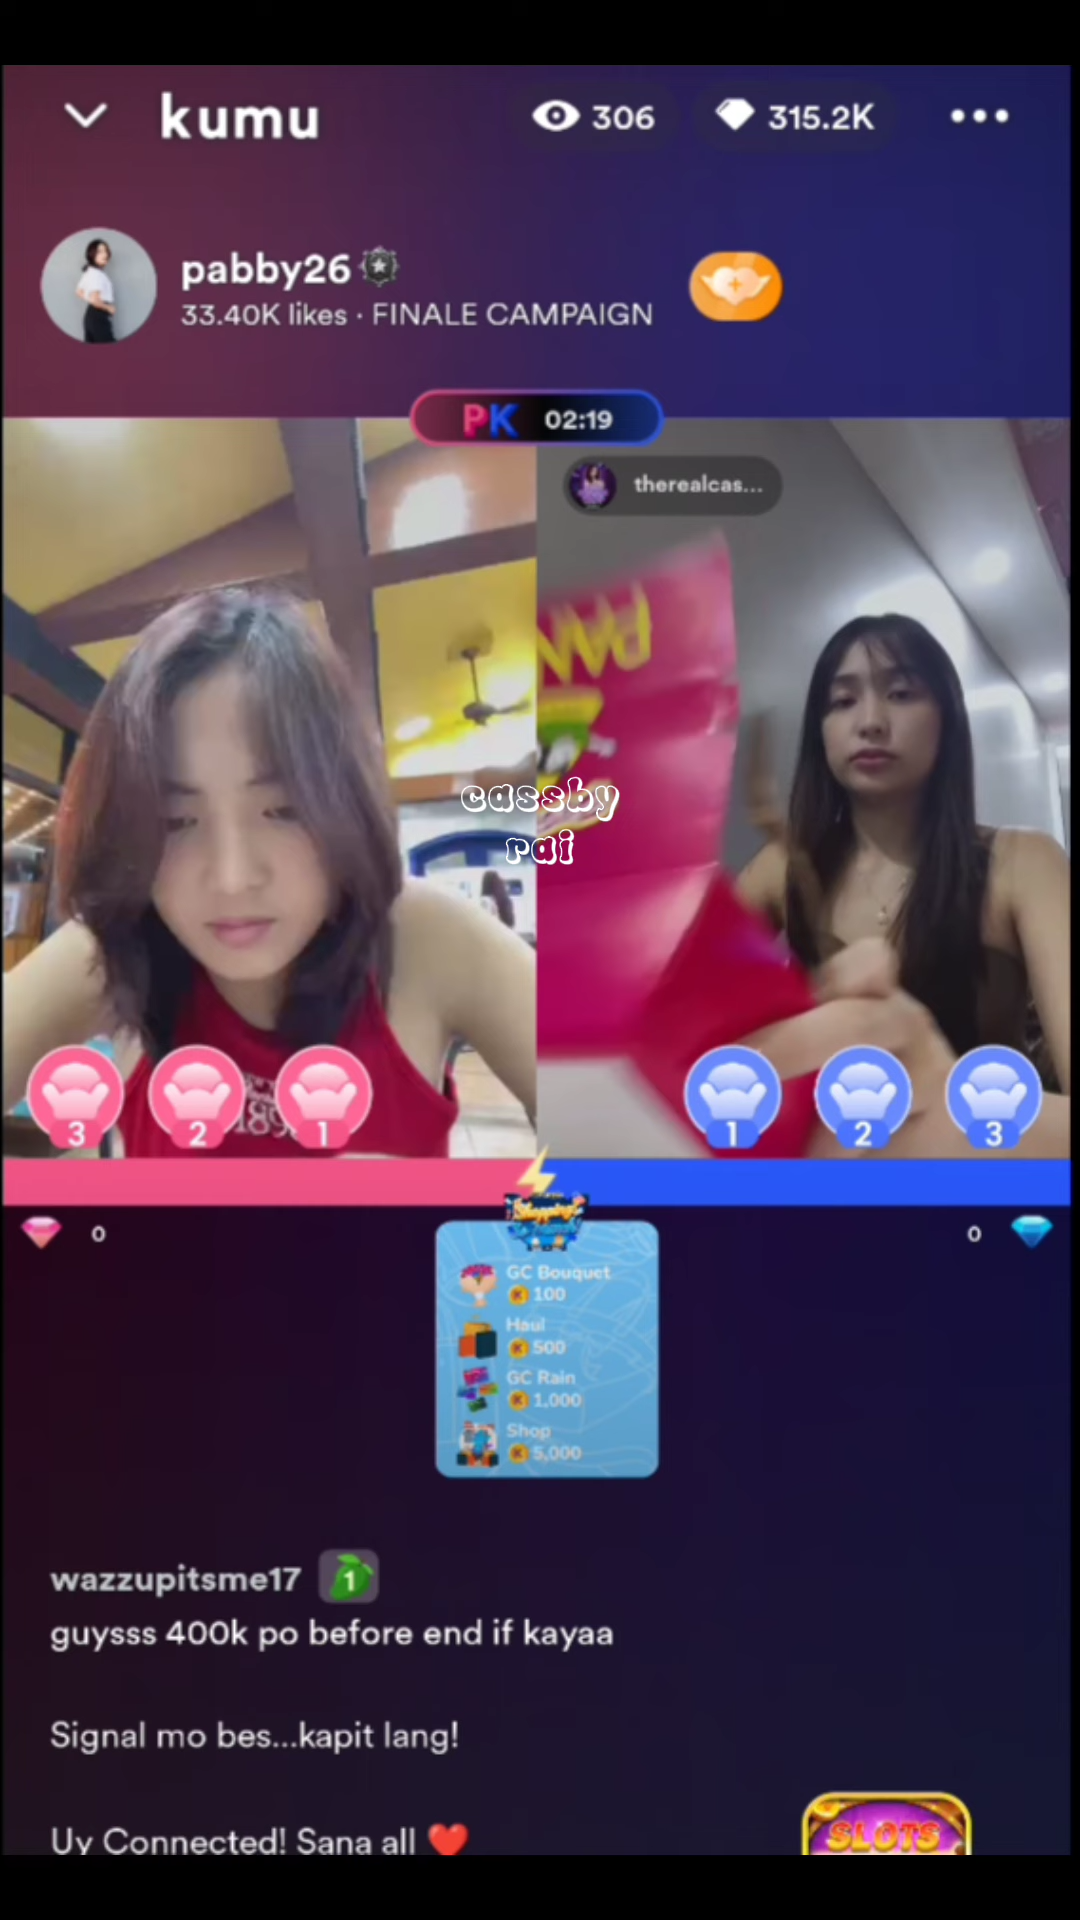 kumu
306
315.2K
pabby26
33.40K likes · FINALE CAMPAIGN
PK 02:19
therealcas...
cassby
rai
3
2
1
1
2
3
0
0
Shopping
GC Bouquet
100
Haul
500
GC Rain
1,000
Shop
5,000
wazzupitsme17 1
guysss 400k po before end if kayaa
Signal mo bes...kapit lang!
Uy Connected! Sana all ❤️
SLOTS